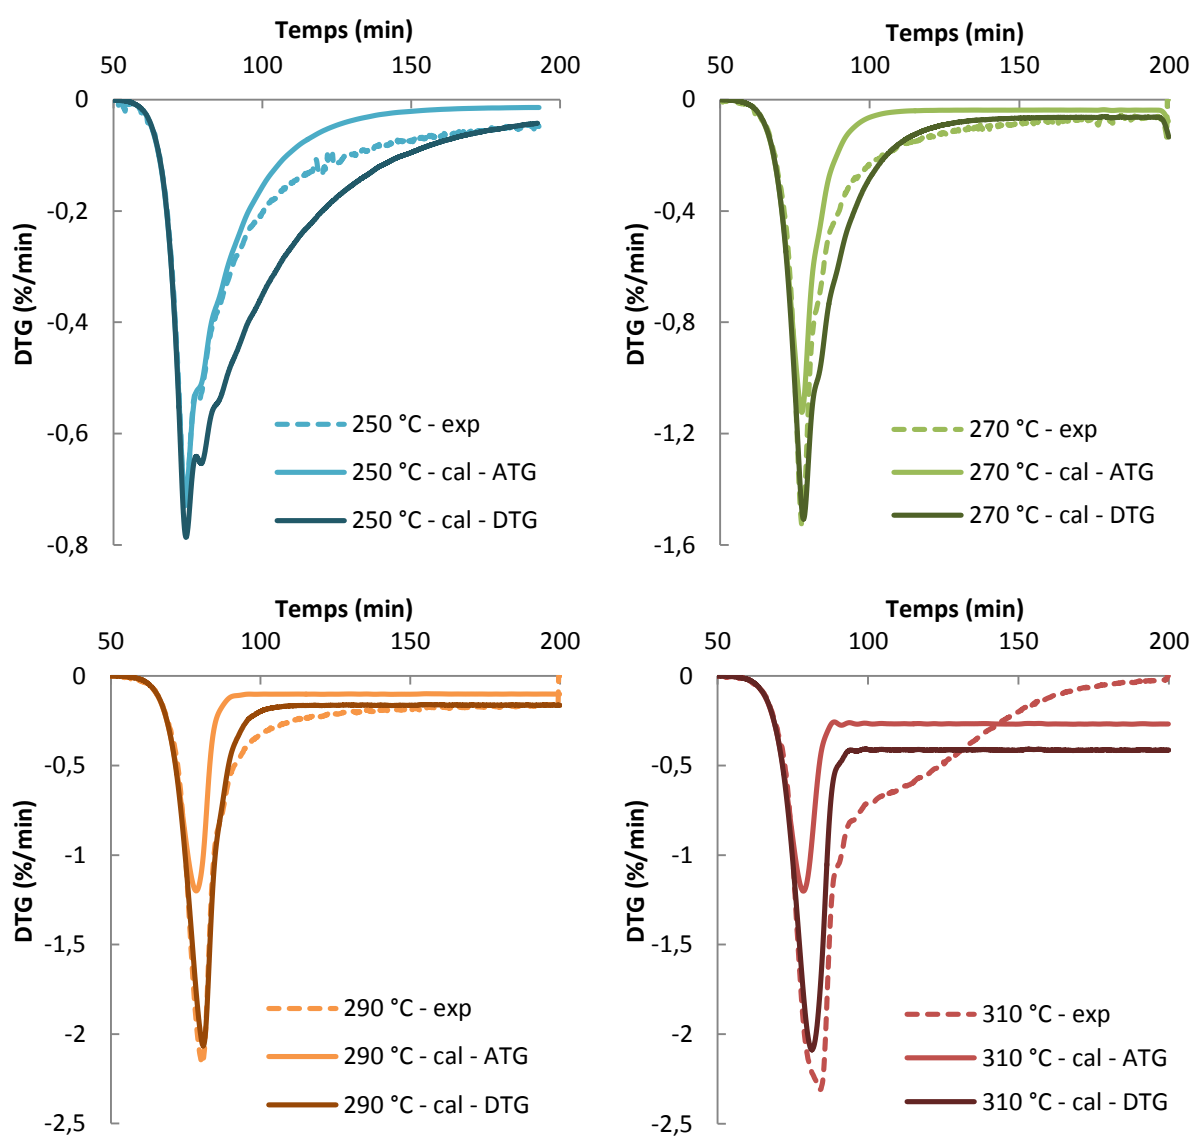 Temps (min)
50 100 150 200
0
-0,2
-0,4
-0,6
-0,8
DTG (%/min)
250 °C - exp
250 °C - cal - ATG
250 °C - cal - DTG
Temps (min)
50 100 150 200
0
-0,4
-0,8
-1,2
-1,6
DTG (%/min)
270 °C - exp
270 °C - cal - ATG
270 °C - cal - DTG
Temps (min)
50 100 150 200
0
-0,5
-1
-1,5
-2
-2,5
DTG (%/min)
290 °C - exp
290 °C - cal - ATG
290 °C - cal - DTG
Temps (min)
50 100 150 200
0
-0,5
-1
-1,5
-2
-2,5
DTG (%/min)
310 °C - exp
310 °C - cal - ATG
310 °C - cal - DTG